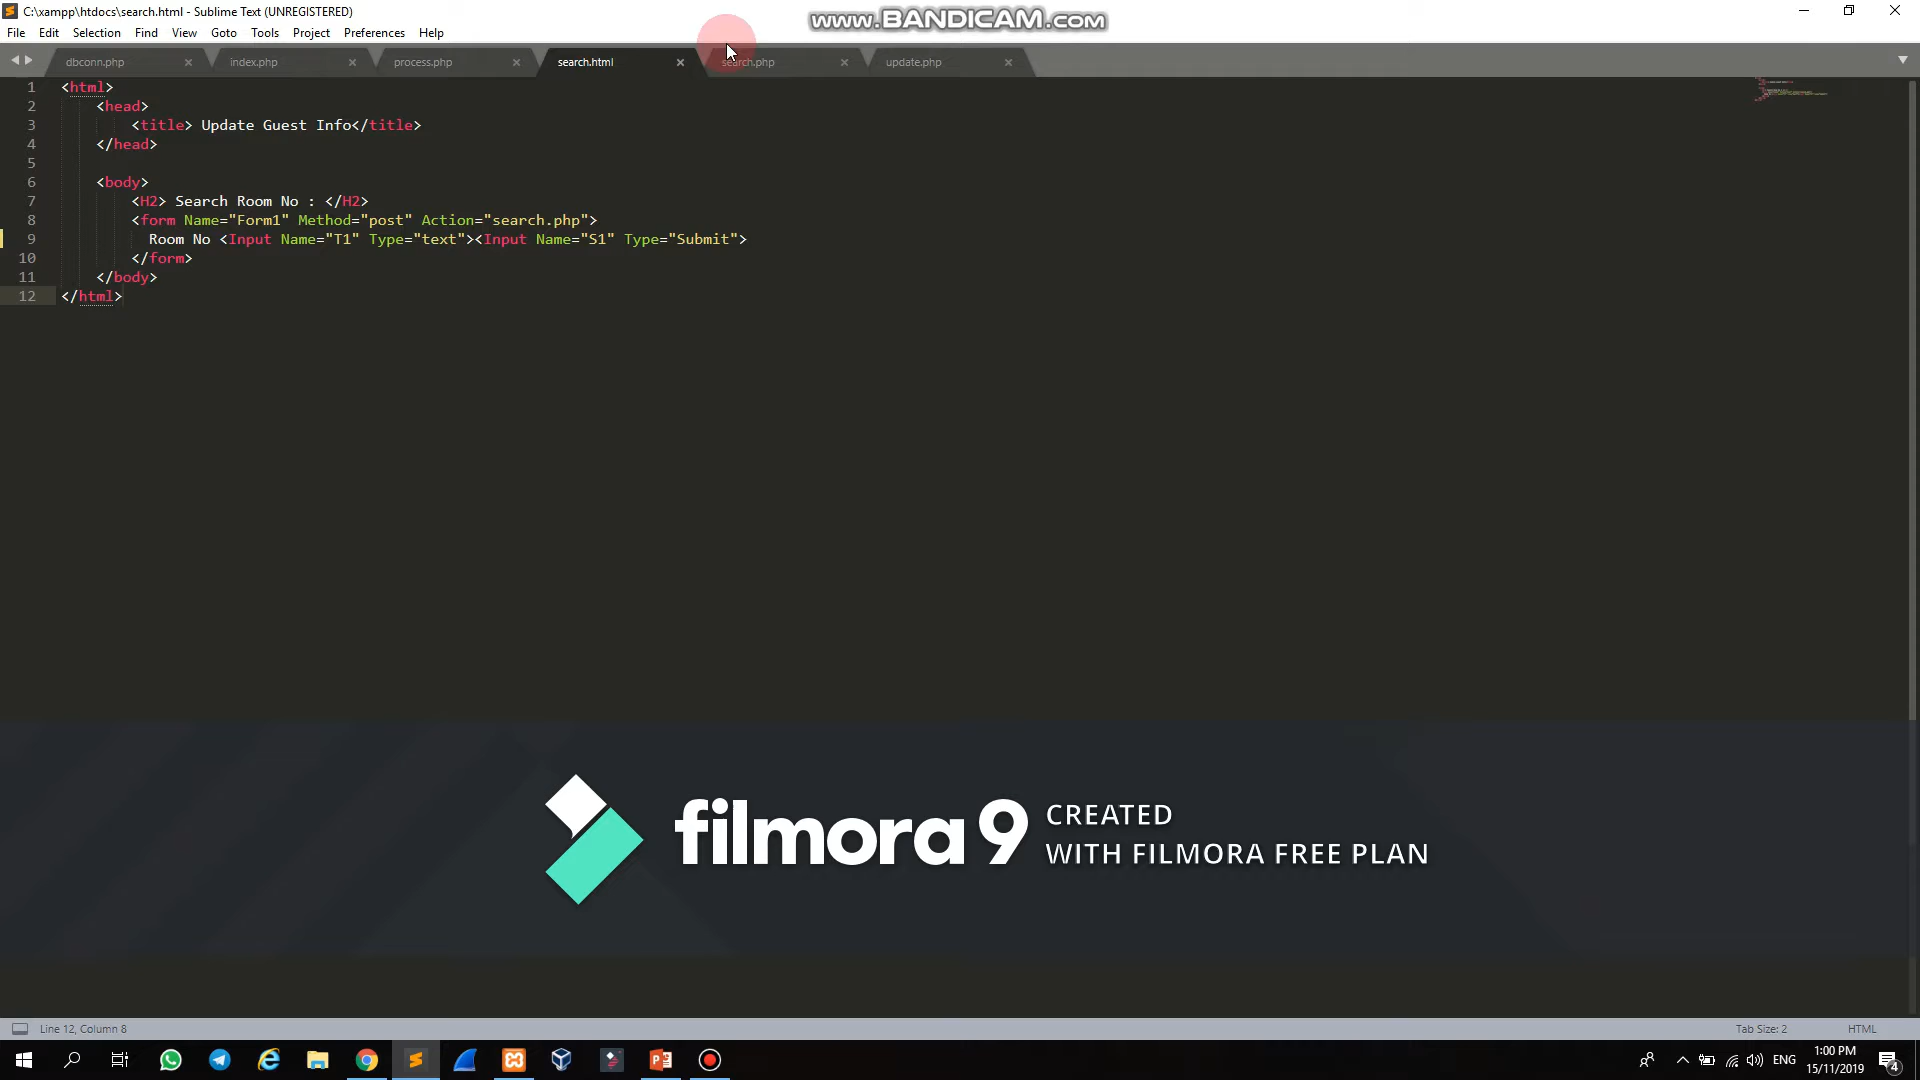 C:\xampp\htdocs\search.html - Sublime Text (UNREGISTERED)
www.BANDICAM.com
File Edit Selection Find View Goto Tools Project Preferences Help
dbconn.php index.php process.php search.html search.php update.php
1 <html>
2 <head>
3 <title> Update Guest Info</title>
4 </head>
5
6 <body>
7 <H2> Search Room No : </H2>
8 <form Name="Form1" Method="post" Action="search.php">
9 Room No <Input Name="T1" Type="text"><Input Name="S1" Type="Submit">
10 </form>
11 </body>
12 </html>
filmora9 CREATED
WITH FILMORA FREE PLAN
Line 12, Column 8 Tab Size: 2 HTML
ENG 1:00 PM
15/11/2019 4